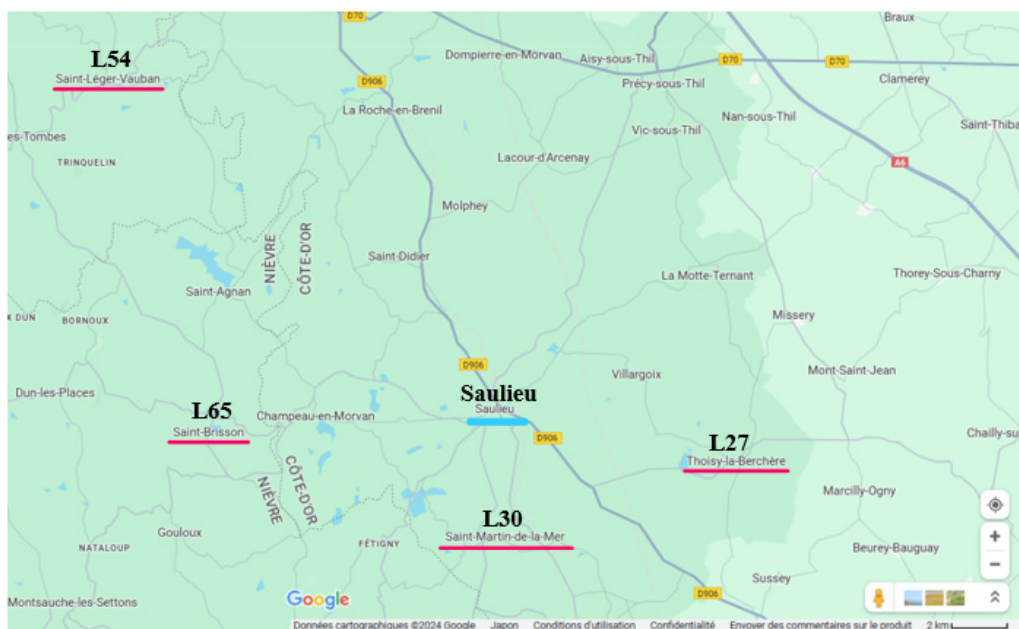 Braux
D70
L54
Dompierre-en-Morvan
Aisy-sous-Thil
D70
D70
Saint-Léger-Vauban
D906
Précy-sous-Thil
Clamerey
La Roche-en-Brenil
Nan-sous-Thil
es-Tombes
Vic-sous-Thil
Saint-Thiba
TRINQUELIN
Lacour-d'Arcenay
A6
Molphey
NIÈVRE
CÔTE-D'OR
Saint-Didier
La Motte-Ternant
Thorey-Sous-Charny
Saint-Agnan
X DUN
BORNOUX
Missery
D906
Villargoix
Mont-Saint-Jean
Dun-les-Places
Saulieu
Saulieu
L65
Champeau-en-Morvan
Saint-Brisson
D906
L27
Chailly-su
Thoisy-la-Berchère
CÔTE-D'OR
NIÈVRE
Marcilly-Ogny
L30
Gouloux
Saint-Martin-de-la-Mer
NATALOUP
FÉTIGNY
Beurey-Bauguay
Sussey
D906
Montsauche-les-Settons
Google
Données cartographiques ©2024 Google Japon Conditions d'utilisation Confidentialité Envoyer des commentaires sur le produit 2 km